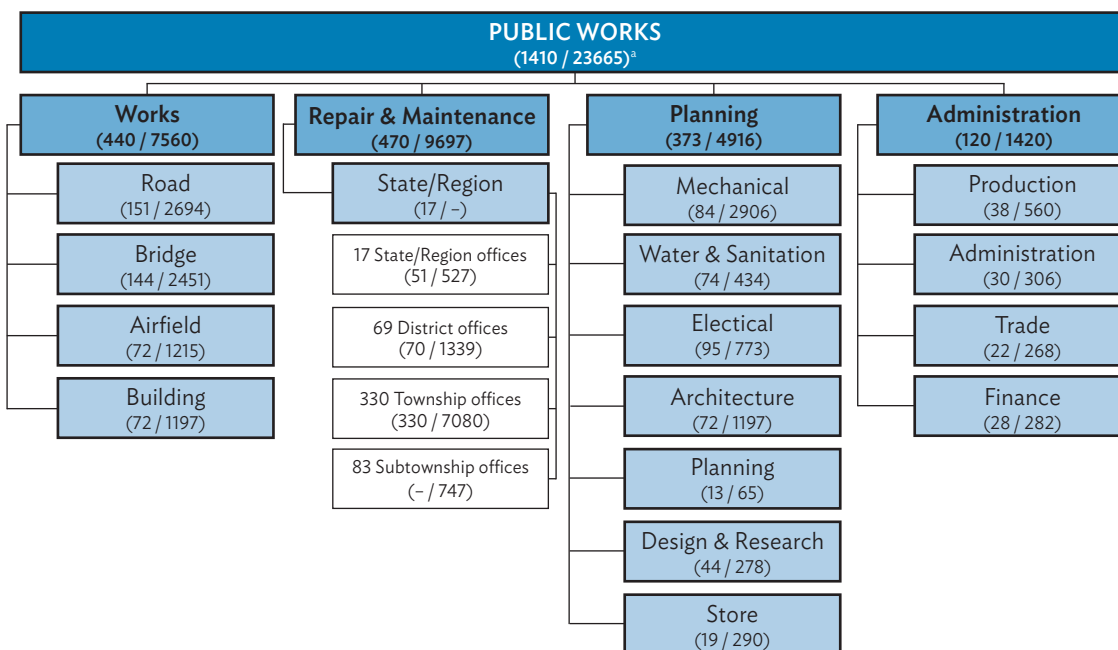 PUBLIC WORKS
(1410 / 23665)ᵃ
Works
(440 / 7560)
Road
(151 / 2694)
Bridge
(144 / 2451)
Airfield
(72 / 1215)
Building
(72 / 1197)
Repair & Maintenance
(470 / 9697)
State/Region
(17 / –)
17 State/Region offices
(51 / 527)
69 District offices
(70 / 1339)
330 Township offices
(330 / 7080)
83 Subtownship offices
(– / 747)
Planning
(373 / 4916)
Mechanical
(84 / 2906)
Water & Sanitation
(74 / 434)
Electical
(95 / 773)
Architecture
(72 / 1197)
Planning
(13 / 65)
Design & Research
(44 / 278)
Store
(19 / 290)
Administration
(120 / 1420)
Production
(38 / 560)
Administration
(30 / 306)
Trade
(22 / 268)
Finance
(28 / 282)